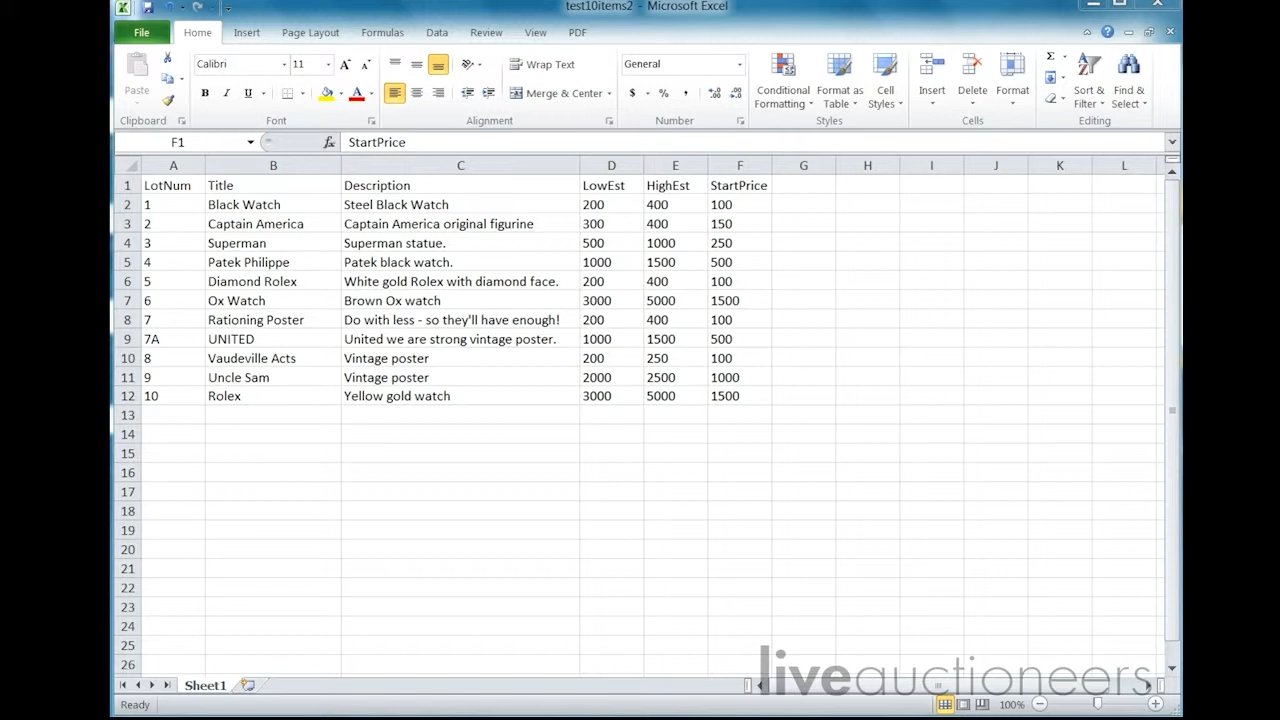 test10items2 - Microsoft Excel
File Home Insert Page Layout Formulas Data Review View PDF
Paste Calibri 11 Wrap Text General Conditional Formatting Format as Table Cell Styles Insert Delete Format Sort & Filter Find & Select
B I U A Merge & Center $ % ,
Clipboard Font Alignment Number Styles Cells Editing
F1 fx StartPrice
A B C D E F G H I J K L
1 LotNum Title Description LowEst HighEst StartPrice
2 1 Black Watch Steel Black Watch 200 400 100
3 2 Captain America Captain America original figurine 300 400 150
4 3 Superman Superman statue. 500 1000 250
5 4 Patek Philippe Patek black watch. 1000 1500 500
6 5 Diamond Rolex White gold Rolex with diamond face. 200 400 100
7 6 Ox Watch Brown Ox watch 3000 5000 1500
8 7 Rationing Poster Do with less - so they'll have enough! 200 400 100
9 7A UNITED United we are strong vintage poster. 1000 1500 500
10 8 Vaudeville Acts Vintage poster 200 250 100
11 9 Uncle Sam Vintage poster 2000 2500 1000
12 10 Rolex Yellow gold watch 3000 5000 1500
13
14
15
16
17
18
19
20
21
22
23
24
25
26
liveauctioneers
Sheet1
Ready 100%